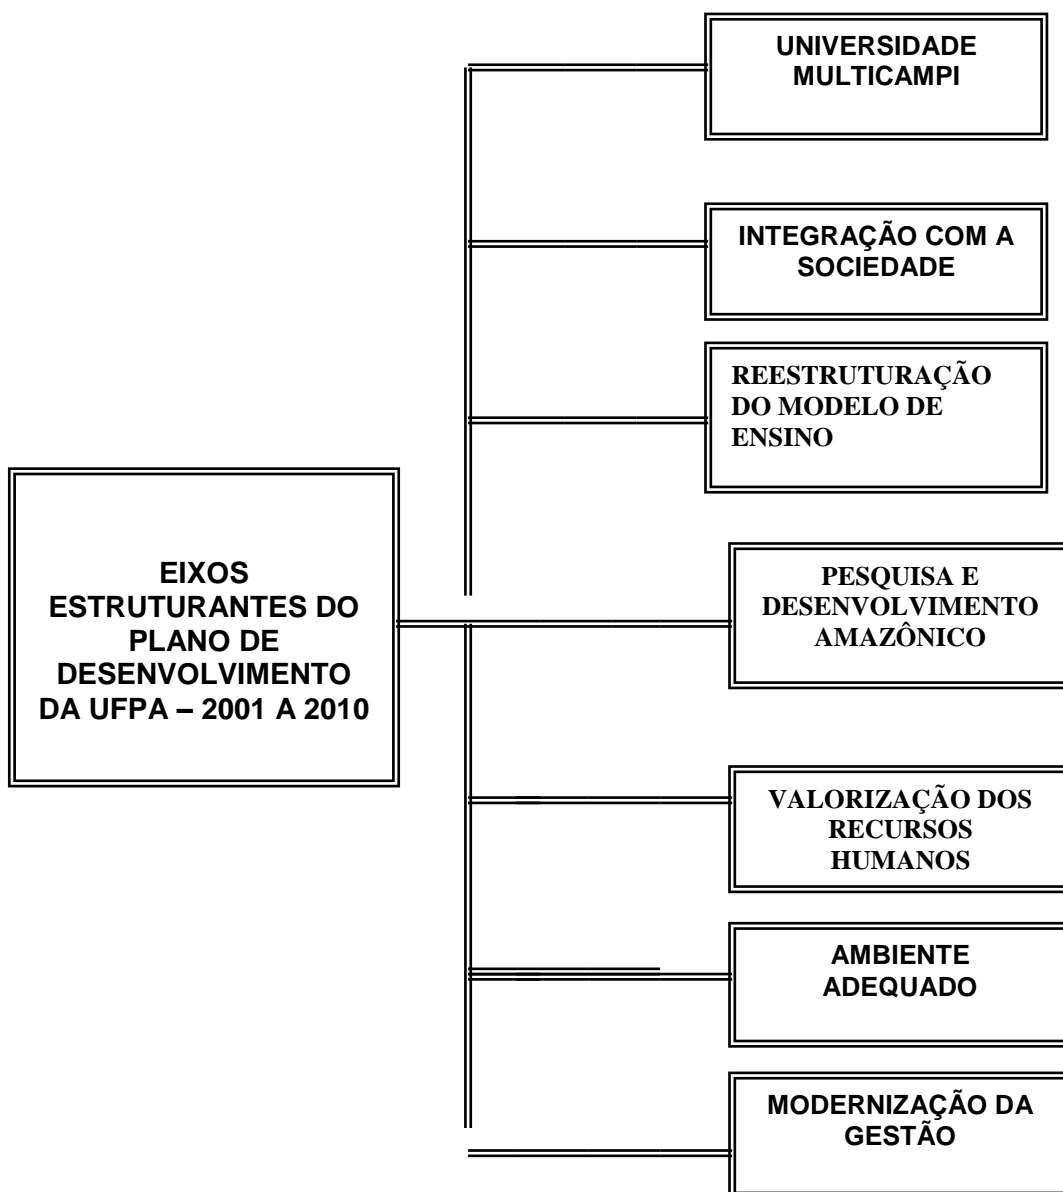 UNIVERSIDADE
MULTICAMPI
INTEGRAÇÃO COM A
SOCIEDADE
REESTRUTURAÇÃO
DO MODELO DE
ENSINO
EIXOS
ESTRUTURANTES DO
PLANO DE
DESENVOLVIMENTO
DA UFPA – 2001 A 2010
PESQUISA E
DESENVOLVIMENTO
AMAZÔNICO
VALORIZAÇÃO DOS
RECURSOS
HUMANOS
AMBIENTE
ADEQUADO
MODERNIZAÇÃO DA
GESTÃO